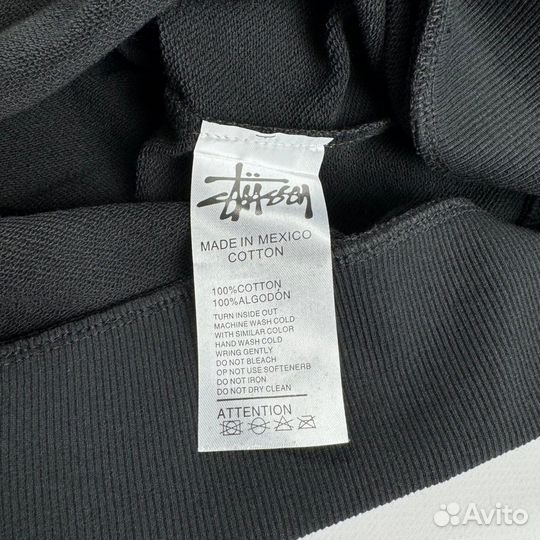 Stüssy
MADE IN MEXICO
COTTON
100%COTTON
100%ALGODÓN
TURN INSIDE OUT
MACHINE WASH COLD
WITH SIMILAR COLOR
HAND WASH COLD
WRING GENTLY
DO NOT BLEACH
OP NOT USE SOFTENERB
DO NOT IRON
DO NOT DRY CLEAN
ATTENTION
Avito